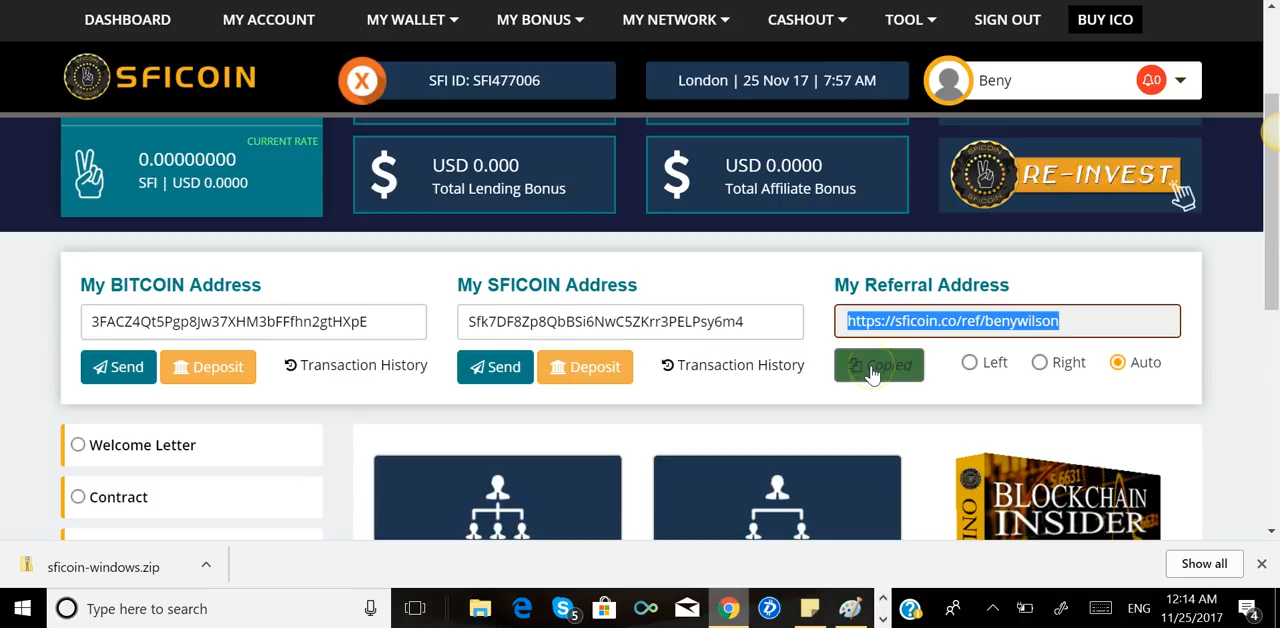 DASHBOARD MY ACCOUNT MY WALLET MY BONUS MY NETWORK CASHOUT TOOL SIGN OUT BUY ICO
SFICOIN X SFI ID: SFI477006 London | 25 Nov 17 | 7:57 AM Beny 0
CURRENT RATE
0.00000000
SFI | USD 0.0000
$ USD 0.000
Total Lending Bonus
$ USD 0.0000
Total Affiliate Bonus
SFICOIN
RE-INVEST
My BITCOIN Address
3FACZ4Qt5Pgp8Jw37XHM3bFFfhn2gtHXpE
Send Deposit Transaction History
My SFICOIN Address
Sfk7DF8Zp8QbBSi6NwC5ZKrr3PELPsy6m4
Send Deposit Transaction History
My Referral Address
https://sficoin.co/ref/benywilson
Copied Left Right Auto
Welcome Letter
Contract
BLOCKCHAIN
INSIDER
sficoin-windows.zip Show all
Type here to search 5 ENG 12:14 AM 4
11/25/2017